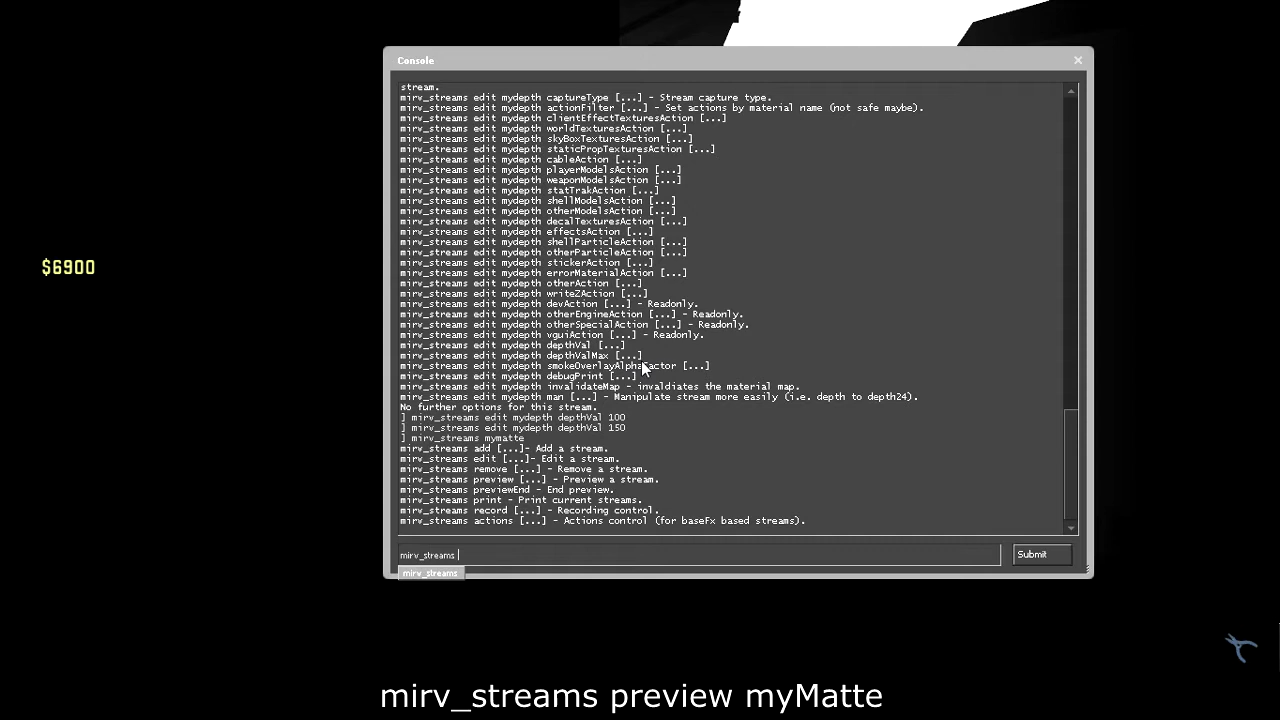 Console
stream.
mirv_streams edit mydepth captureType [...] - Stream capture type.
mirv_streams edit mydepth actionFilter [...] - Set actions by material name (not safe maybe).
mirv_streams edit mydepth clientEffectTexturesAction [...]
mirv_streams edit mydepth worldTexturesAction [...]
mirv_streams edit mydepth skyBoxTexturesAction [...]
mirv_streams edit mydepth staticPropTexturesAction [...]
mirv_streams edit mydepth cableAction [...]
mirv_streams edit mydepth playerModelsAction [...]
mirv_streams edit mydepth weaponModelsAction [...]
mirv_streams edit mydepth statTrakAction [...]
mirv_streams edit mydepth shellModelsAction [...]
mirv_streams edit mydepth otherModelsAction [...]
mirv_streams edit mydepth decalTexturesAction [...]
mirv_streams edit mydepth effectsAction [...]
mirv_streams edit mydepth shellParticleAction [...]
mirv_streams edit mydepth otherParticleAction [...]
mirv_streams edit mydepth stickerAction [...]
mirv_streams edit mydepth errorMaterialAction [...]
mirv_streams edit mydepth otherAction [...]
mirv_streams edit mydepth writeZAction [...]
mirv_streams edit mydepth devAction [...] - Readonly.
mirv_streams edit mydepth otherEngineAction [...] - Readonly.
mirv_streams edit mydepth otherSpecialAction [...] - Readonly.
mirv_streams edit mydepth vguiAction [...] - Readonly.
mirv_streams edit mydepth depthVal [...]
mirv_streams edit mydepth depthValMax [...]
mirv_streams edit mydepth smokeOverlayAlphaFactor [...]
mirv_streams edit mydepth debugPrint [...]
mirv_streams edit mydepth invalidateMap - invaldiates the material map.
mirv_streams edit mydepth man [...] - Manipulate stream more easily (i.e. depth to depth24).
No further options for this stream.
] mirv_streams edit mydepth depthVal 100
] mirv_streams edit mydepth depthVal 150
] mirv_streams mymatte
mirv_streams add [...]- Add a stream.
mirv_streams edit [...]- Edit a stream.
mirv_streams remove [...] - Remove a stream.
mirv_streams preview [...] - Preview a stream.
mirv_streams previewEnd - End preview.
mirv_streams print - Print current streams.
mirv_streams record [...] - Recording control.
mirv_streams actions [...] - Actions control (for baseFx based streams).
mirv_streams
Submit
mirv_streams
$6900
mirv_streams preview myMatte